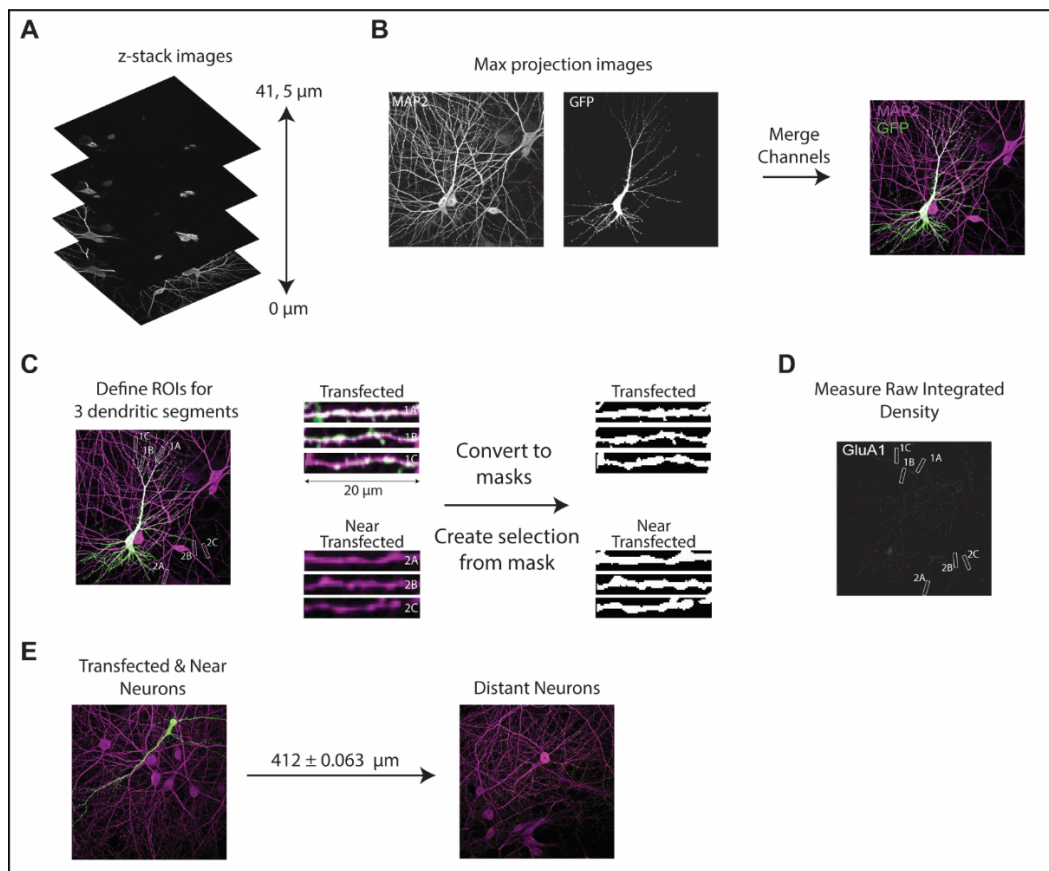 A
z-stack images
41, 5 µm
0 µm
B
Max projection images
MAP2
GFP
Merge
Channels
MAP2
GFP
C
Define ROIs for
3 dendritic segments
1C
1B
1A
2C
2B
2A
Transfected
1A
1B
1C
20 µm
Near
Transfected
2A
2B
2C
Convert to
masks
Create selection
from mask
Transfected
Near
Transfected
D
Measure Raw Integrated
Density
GluA1
1C
1B
1A
2C
2B
2A
E
Transfected & Near
Neurons
412 ± 0.063 µm
Distant Neurons